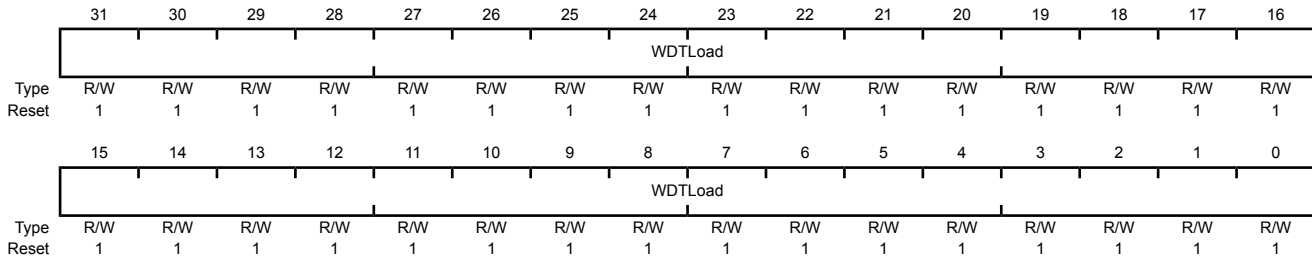 31 30 29 28 27 26 25 24 23 22 21 20 19 18 17 16
WDTLoad
Type R/W R/W R/W R/W R/W R/W R/W R/W R/W R/W R/W R/W R/W R/W R/W R/W
Reset 1 1 1 1 1 1 1 1 1 1 1 1 1 1 1 1
15 14 13 12 11 10 9 8 7 6 5 4 3 2 1 0
WDTLoad
Type R/W R/W R/W R/W R/W R/W R/W R/W R/W R/W R/W R/W R/W R/W R/W R/W
Reset 1 1 1 1 1 1 1 1 1 1 1 1 1 1 1 1